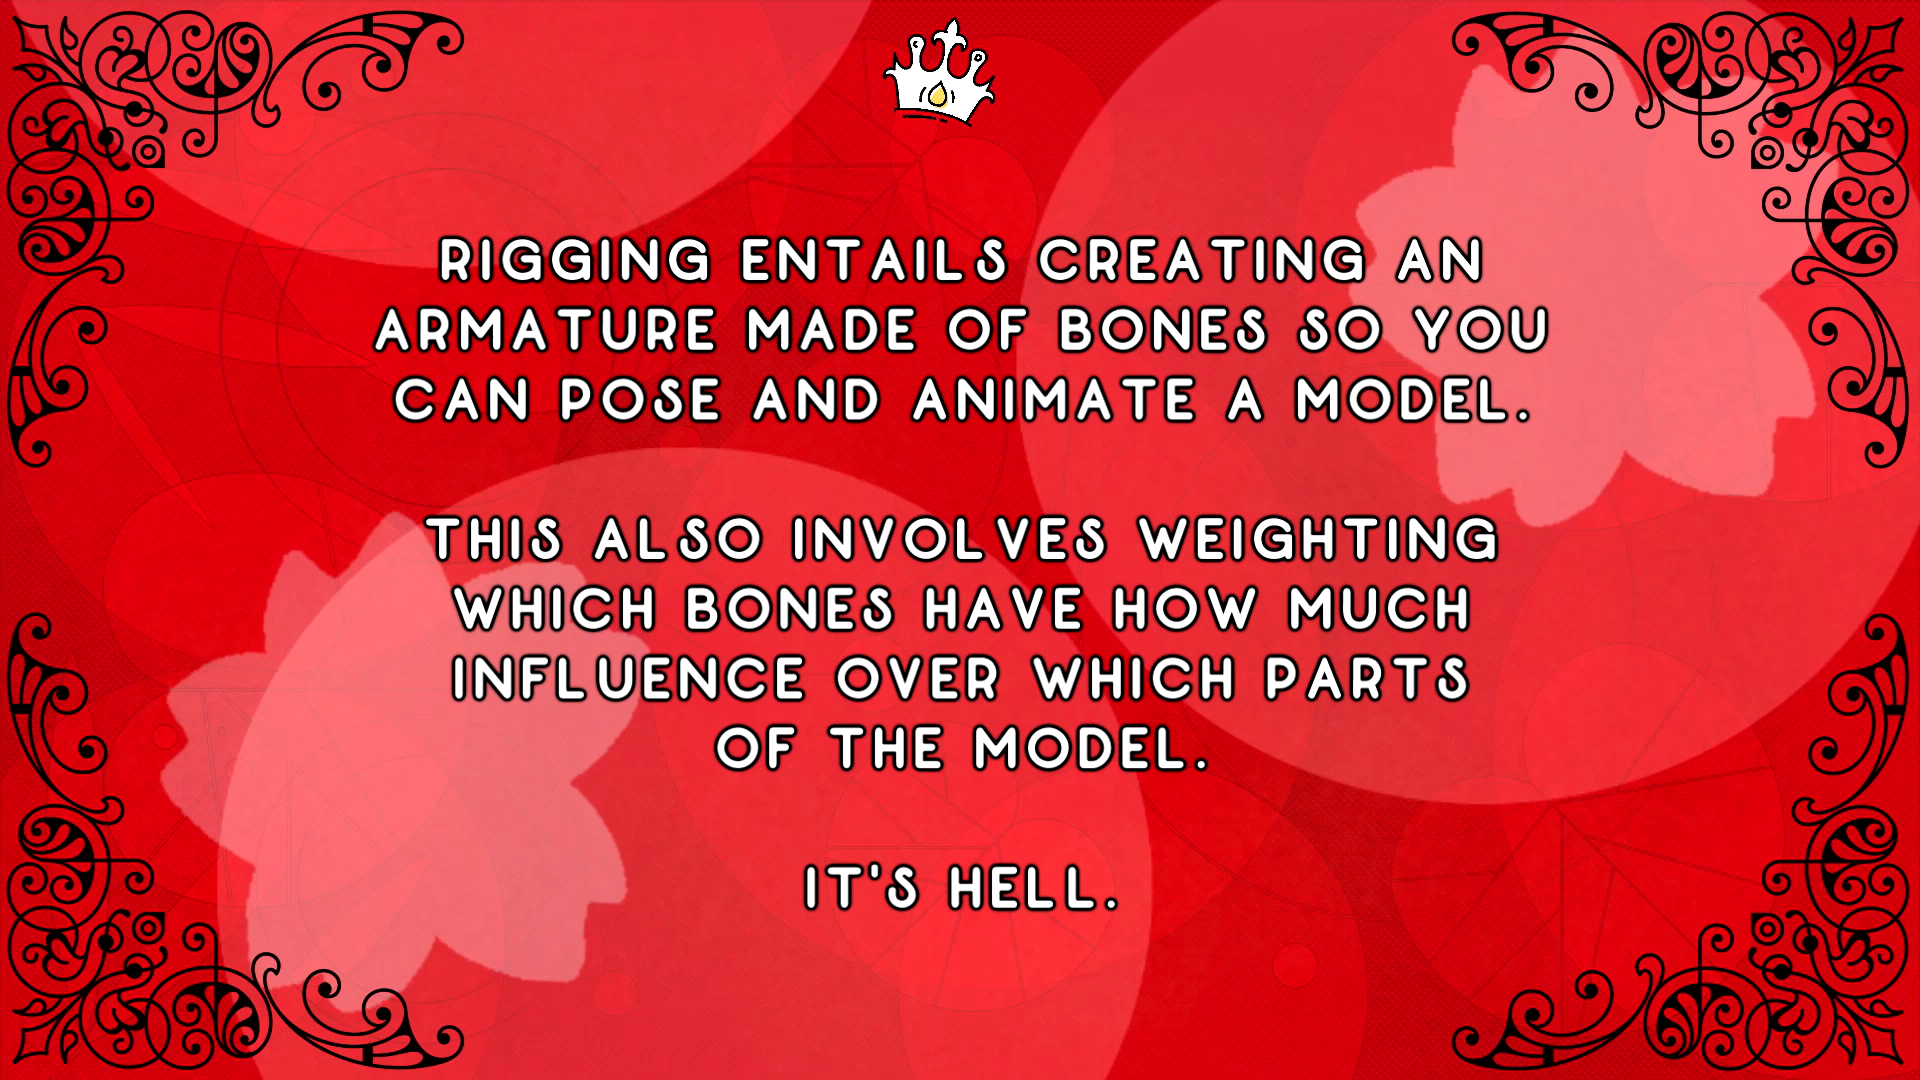 RIGGING ENTAILS CREATING AN
ARMATURE MADE OF BONES SO YOU
CAN POSE AND ANIMATE A MODEL.
THIS ALSO INVOLVES WEIGHTING
WHICH BONES HAVE HOW MUCH
INFLUENCE OVER WHICH PARTS
OF THE MODEL.
IT'S HELL.